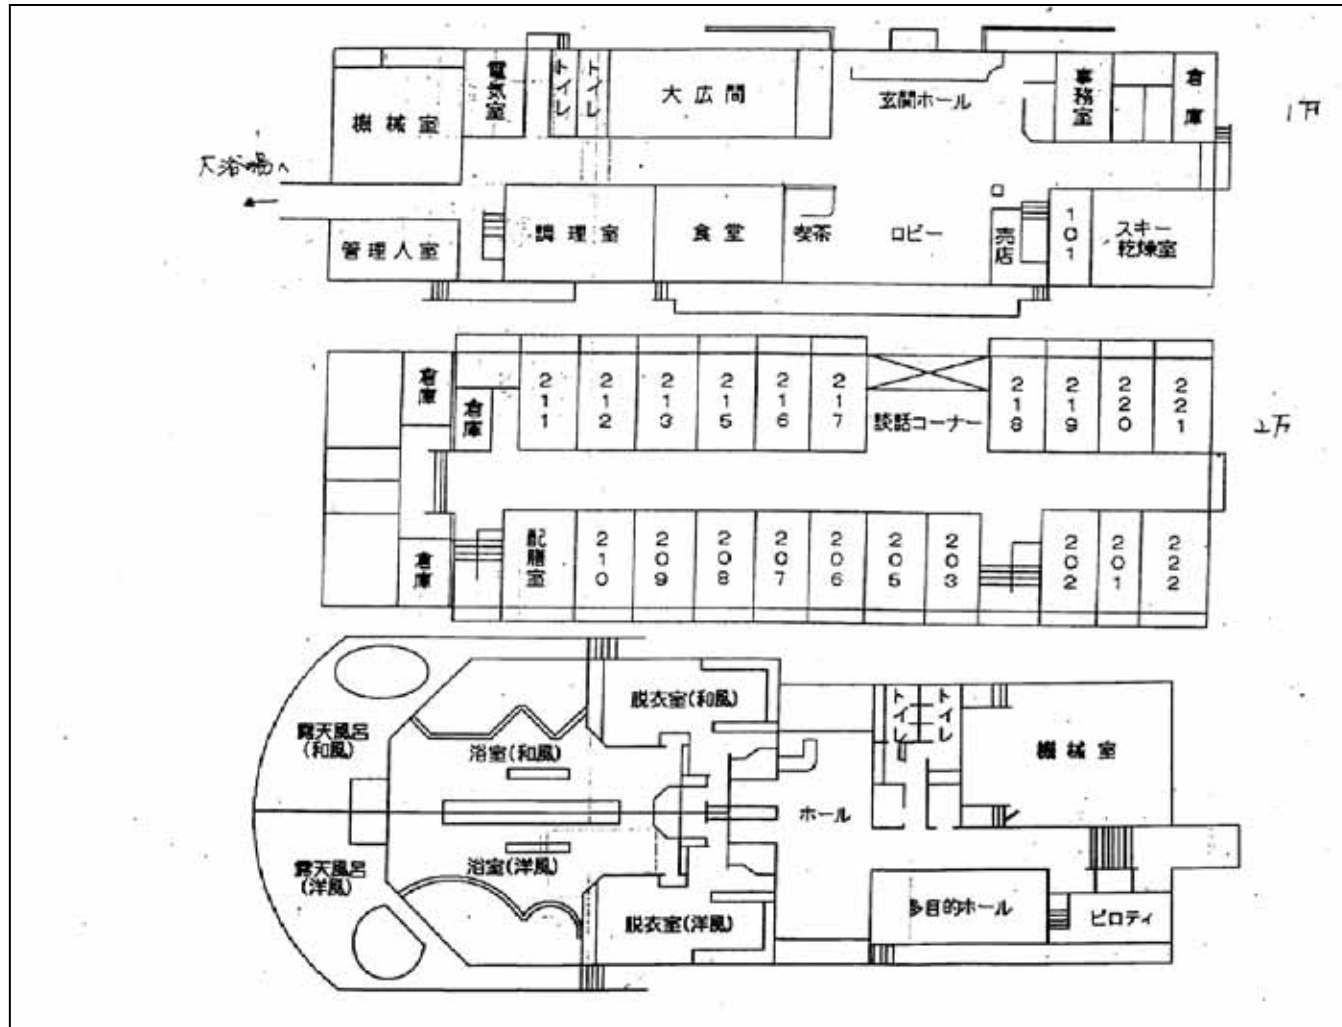 電気室
トイレ
トイレ
大広間
玄関ホール
事務室
倉庫
機械室
大浴場へ
管理人室
調理室
食堂
喫茶
ロビー
売店
101
スキー
乾燥室
倉庫
倉庫
211
212
213
215
216
217
談話コーナー
218
219
220
221
倉庫
配膳室
210
209
208
207
206
205
203
202
201
222
脱衣室(和風)
露天風呂
(和風)
浴室(和風)
トイレ
トイレ
機械室
ホール
浴室(洋風)
露天風呂
(洋風)
脱衣室(洋風)
多目的ホール
ピロティ